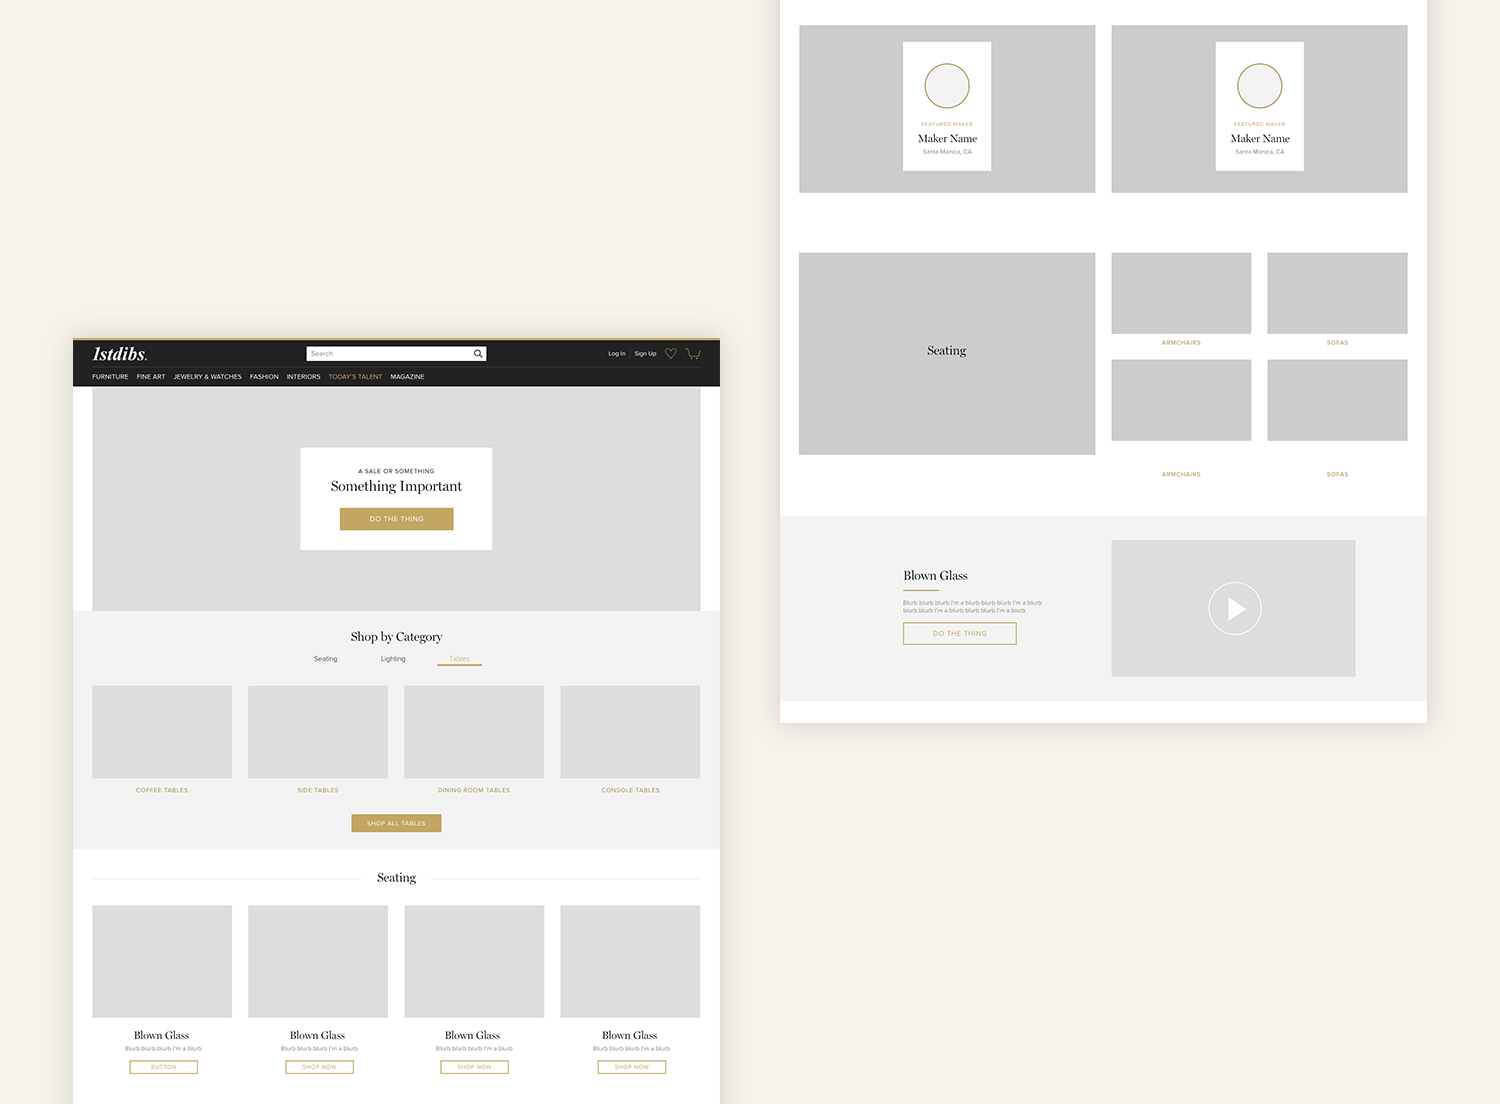 1stdibs.
Search
Log In
Sign Up
FURNITURE FINE ART JEWELRY & WATCHES FASHION INTERIORS TODAY'S TALENT MAGAZINE
A SALE OR SOMETHING
Something Important
DO THE THING
Shop by Category
Seating Lighting Tables
COFFEE TABLES SIDE TABLES DINING ROOM TABLES CONSOLE TABLES
SHOP ALL TABLES
Seating
Blown Glass Blown Glass Blown Glass Blown Glass
Blurb blurb blurb I'm a blurb Blurb blurb blurb I'm a blurb Blurb blurb blurb I'm a blurb Blurb blurb blurb I'm a blurb
BUTTON SHOP NOW SHOP NOW SHOP NOW
FEATURED MAKER FEATURED MAKER
Maker Name Maker Name
Santa Monica, CA Santa Monica, CA
Seating
ARMCHAIRS SOFAS
ARMCHAIRS SOFAS
Blown Glass
Blurb blurb blurb I'm a blurb blurb blurb I'm a blurb
blurb blurb I'm a blurb blurb blurb I'm a blurb
DO THE THING